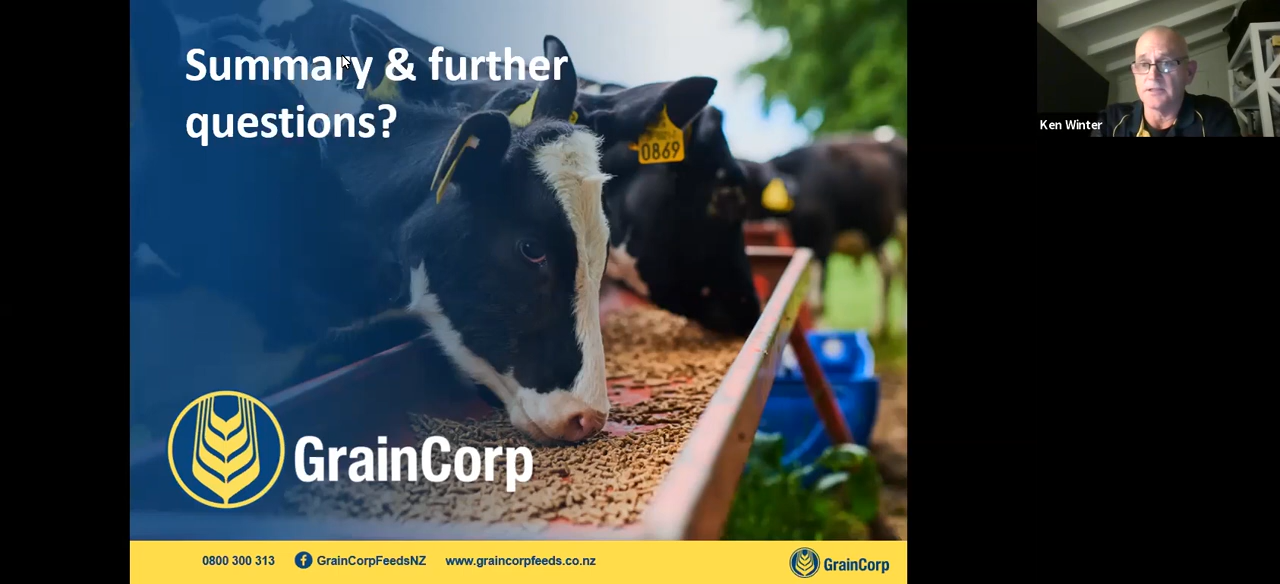 Summary & further
questions?
0869
Ken Winter
GrainCorp
0800 300 313
GrainCorpFeedsNZ
www.graincorpfeeds.co.nz
GrainCorp